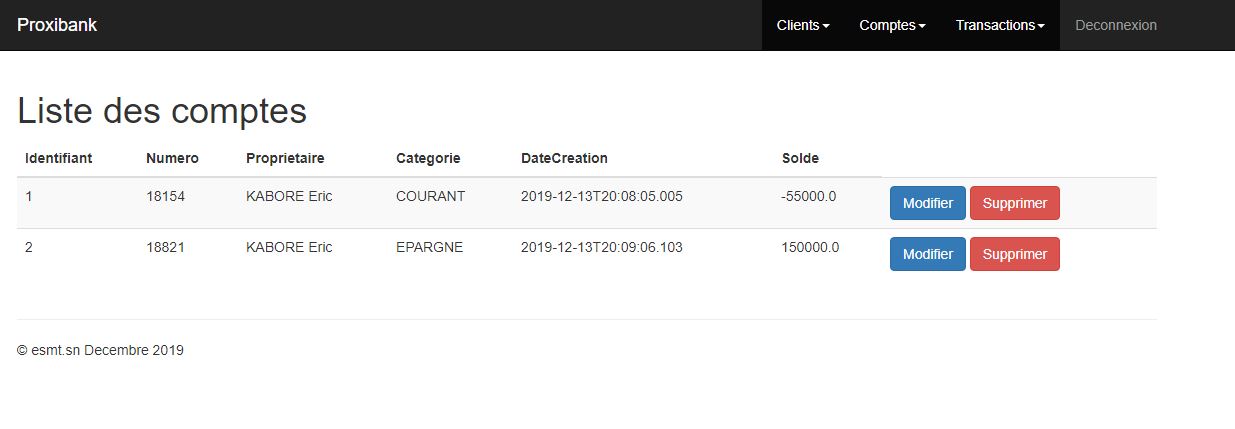 Proxibank Clients Comptes Transactions Deconnexion
Liste des comptes
Identifiant Numero Proprietaire Categorie DateCreation Solde
1 18154 KABORE Eric COURANT 2019-12-13T20:08:05.005 -55000.0 Modifier Supprimer
2 18821 KABORE Eric EPARGNE 2019-12-13T20:09:06.103 150000.0 Modifier Supprimer
© esmt.sn Decembre 2019